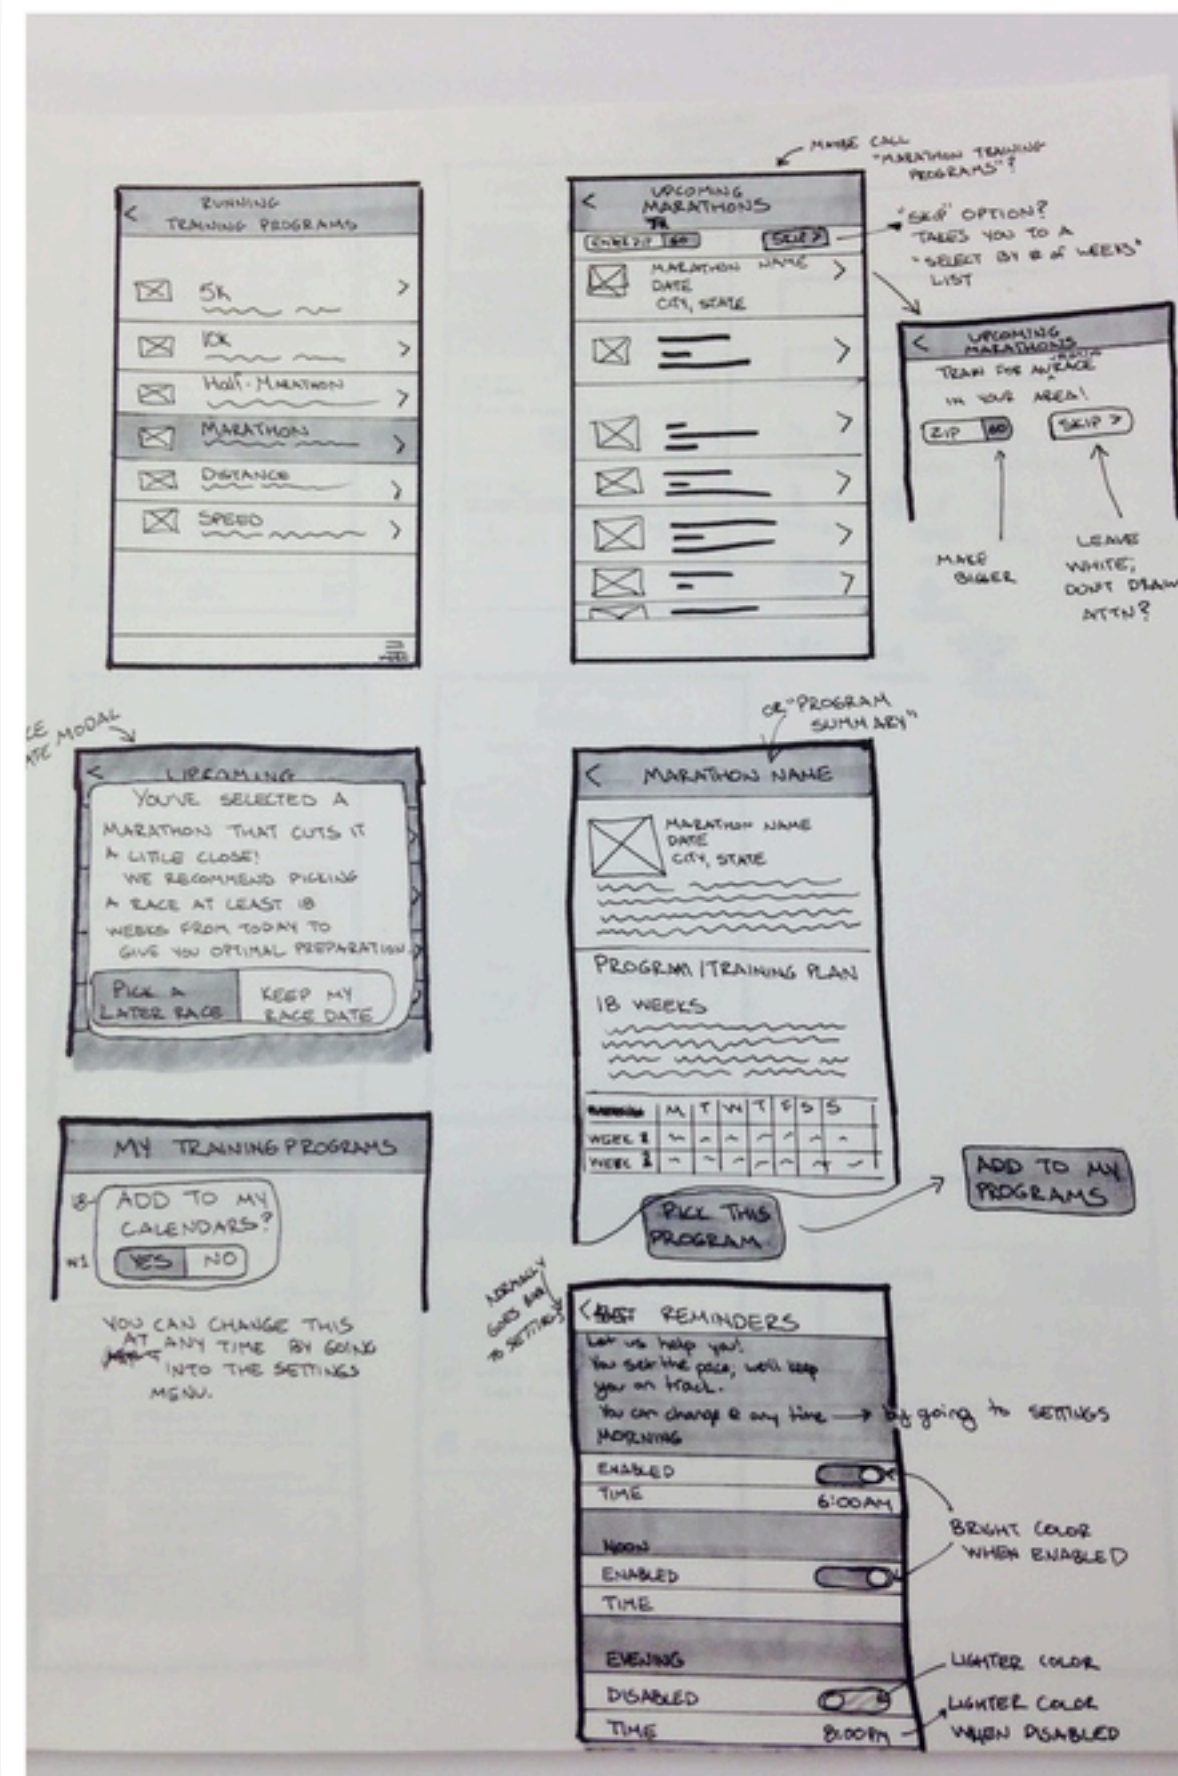 RUNNING
TRAINING PROGRAMS
5K
10K
Half-MARATHON
MARATHON
DISTANCE
SPEED
MAYBE CALL
"MARATHON TRAINING
PROGRAMS"?
UPCOMING
MARATHONS
ENTER ZIP GO
SKIP >
MARATHON NAME
DATE
CITY, STATE
"SKIP" OPTION?
TAKES YOU TO A
"SELECT BY # of WEEKS"
LIST
UPCOMING
MARATHONS
TRAIN FOR A RACE
IN YOUR AREA!
ZIP GO
SKIP >
MAKE
BIGGER
LEAVE
WHITE;
DON'T DRAW
ATTN?
MODAL
UPCOMING
YOU'VE SELECTED A
MARATHON THAT CUTS IT
A LITTLE CLOSE!
WE RECOMMEND PICKING
A RACE AT LEAST 18
WEEKS FROM TODAY TO
GIVE YOU OPTIMAL PREPARATION.
PICK A
LATER RACE
KEEP MY
RACE DATE
OR "PROGRAM
SUMMARY"
MARATHON NAME
MARATHON NAME
DATE
CITY, STATE
PROGRAM/TRAINING PLAN
18 WEEKS
M T W T F S S
WEEK 1
WEEK 2
PICK THIS
PROGRAM
ADD TO MY
PROGRAMS
MY TRAINING PROGRAMS
18-
ADD TO MY
CALENDARS?
YES NO
YOU CAN CHANGE THIS
AT ANY TIME BY GOING
INTO THE SETTINGS
MENU.
NORMALLY
GOES
TO SETTINGS
REMINDERS
Let us help you!
You set the pace, we'll keep
you on track.
You can change @ any time → by going to SETTINGS
MORNING
ENABLED
TIME 6:00AM
NOON
ENABLED
TIME
BRIGHT COLOR
WHEN ENABLED
EVENING
DISABLED
TIME 8:00PM
LIGHTER COLOR
LIGHTER COLOR
WHEN DISABLED